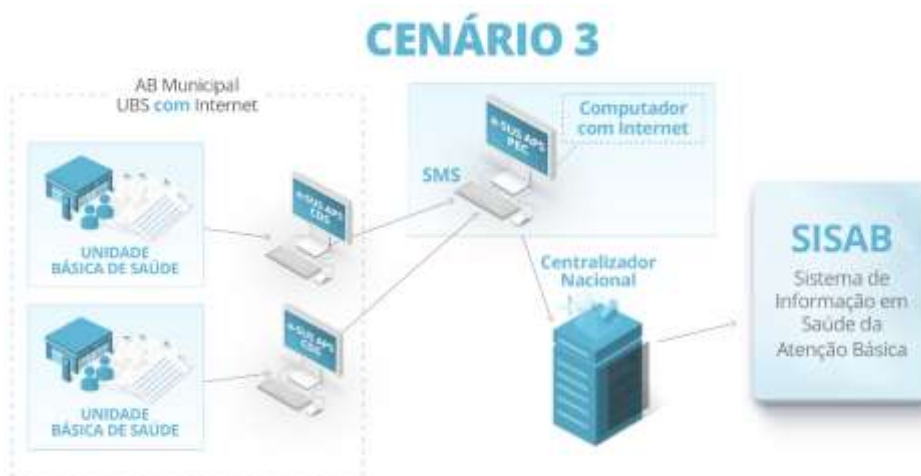 CENÁRIO 3
AB Municipal
UBS com Internet
UNIDADE
BÁSICA DE SAÚDE
e-SUS APS
CDS
UNIDADE
BÁSICA DE SAÚDE
e-SUS APS
CDS
SMS
e-SUS APS
PEC
Computador
com Internet
Centralizador
Nacional
SISAB
Sistema de
Informação em
Saúde da
Atenção Básica